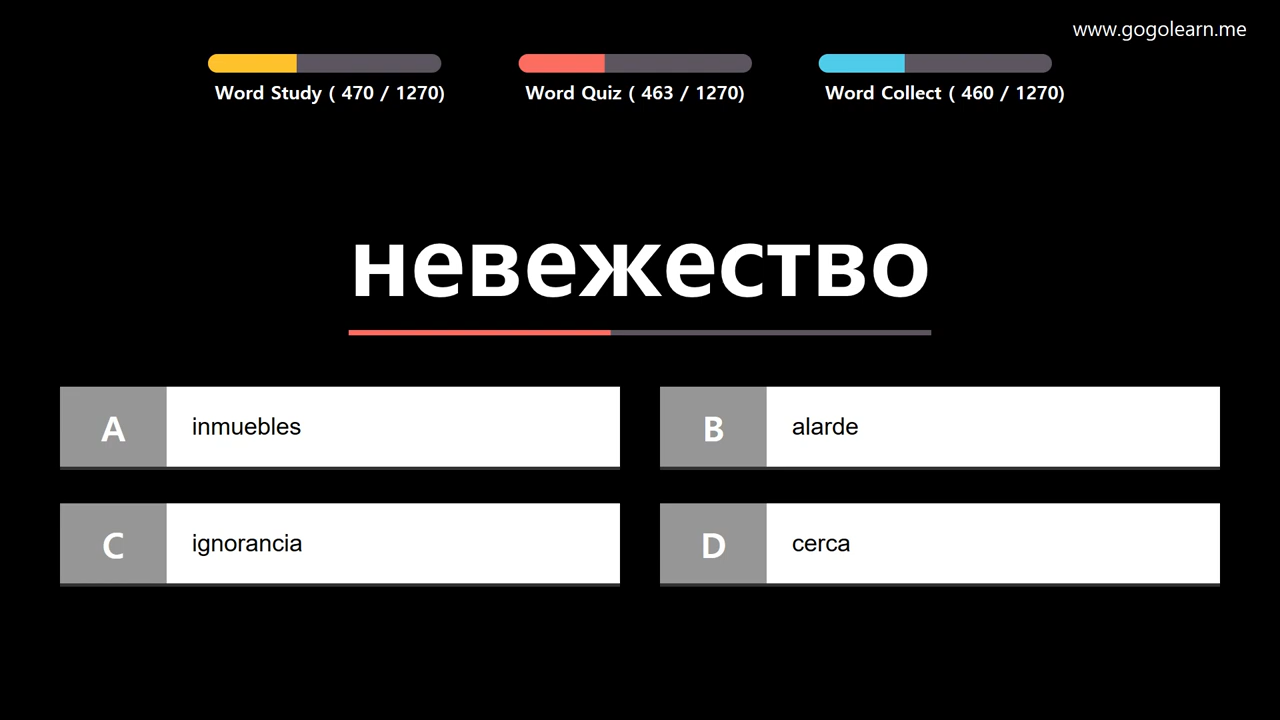 www.gogolearn.me
Word Study ( 470 / 1270)
Word Quiz ( 463 / 1270)
Word Collect ( 460 / 1270)
невежество
A inmuebles
B alarde
C ignorancia
D cerca